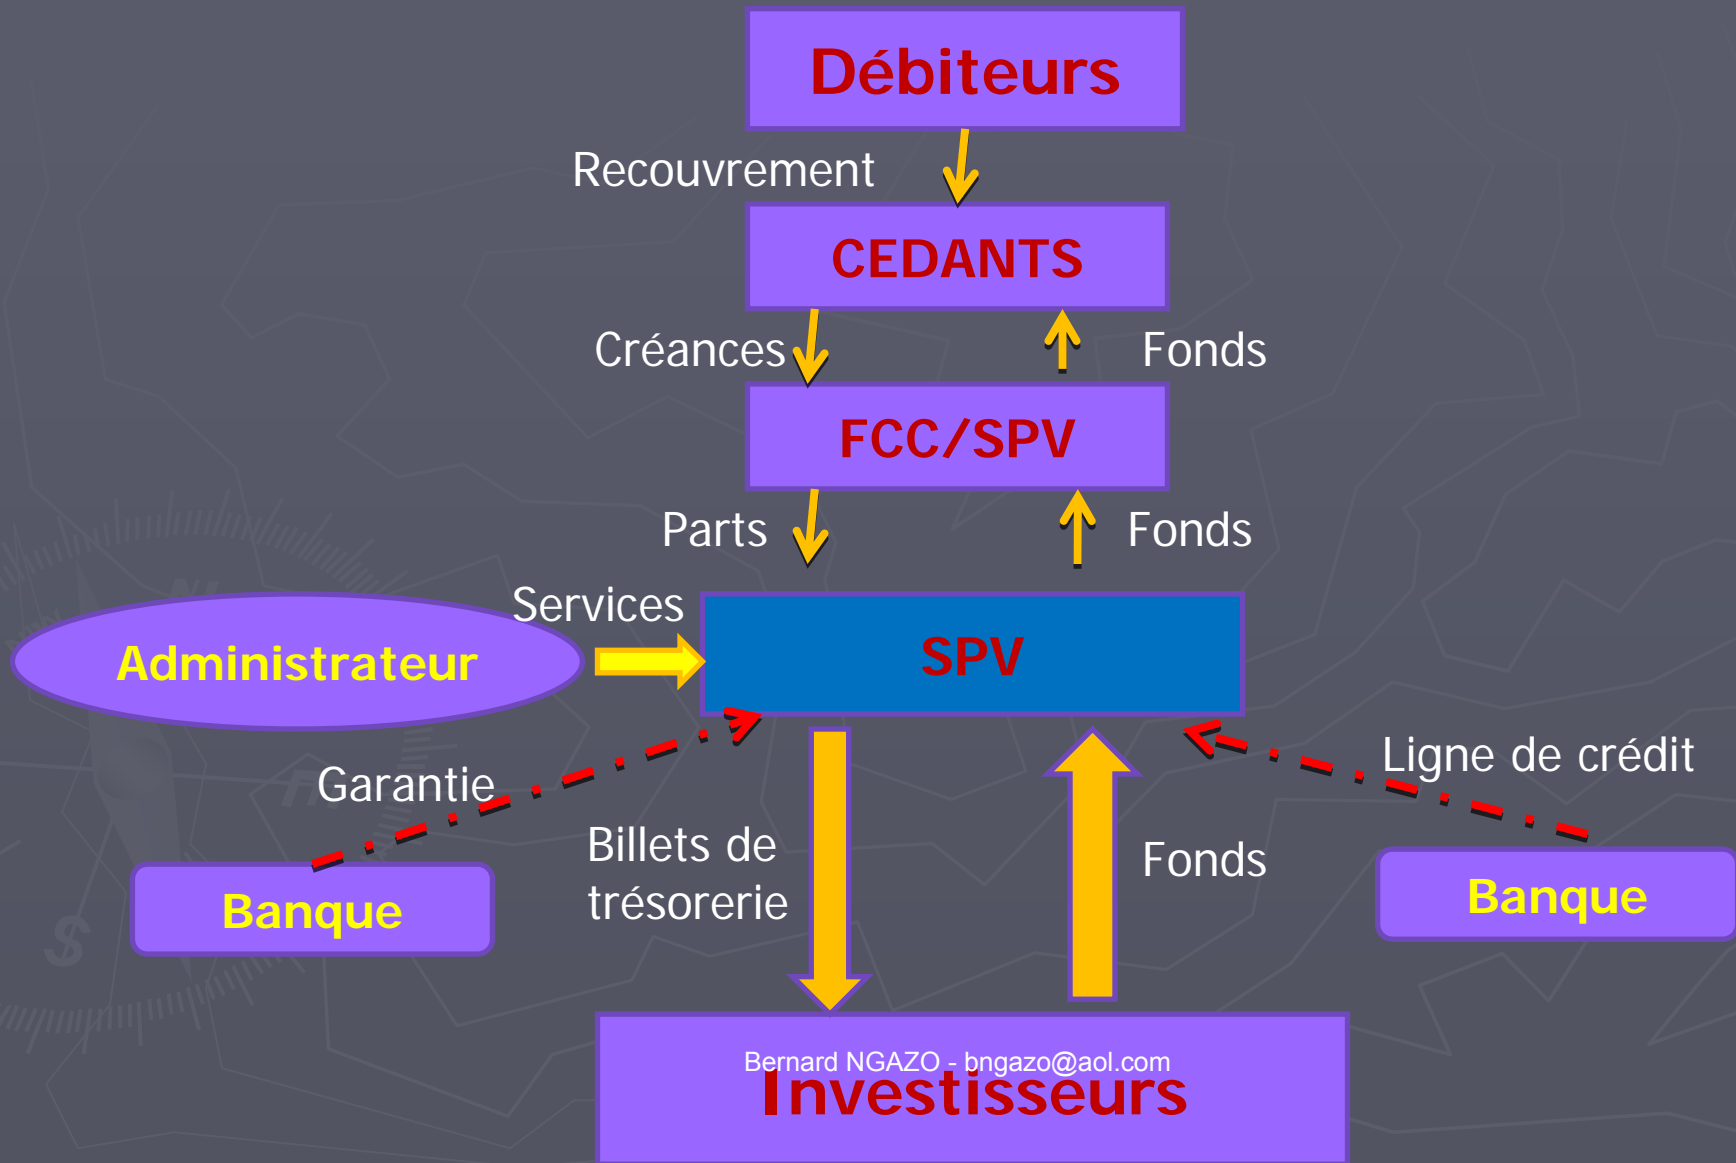 Débiteurs
Recouvrement
CEDANTS
Créances
Fonds
FCC/SPV
Parts
Fonds
Services
Administrateur
SPV
Garantie
Ligne de crédit
Billets de
trésorerie
Fonds
Banque
Banque
Bernard NGAZO - bngazo@aol.com
Investisseurs